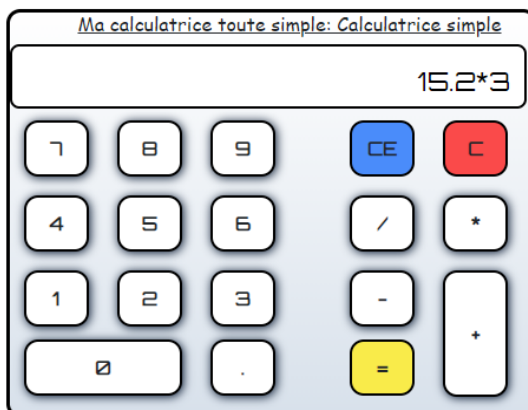 Ma calculatrice toute simple: Calculatrice simple
15.2*3
7 8 9 CE C
4 5 6 / *
1 2 3 -
+
0 . =